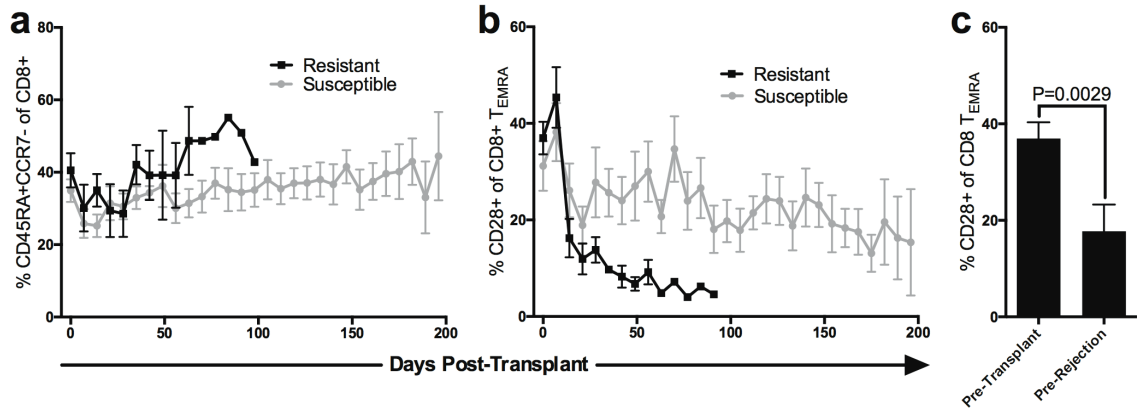 a
% CD45RA+CCR7- of CD8+
80
60
40
20
0
0
50
100
150
200
Resistant
Susceptible
b
% CD28+ of CD8+ TEMRA
60
40
20
0
0
50
100
150
200
Resistant
Susceptible
Days Post-Transplant
c
% CD28+ of CD8 TEMRA
60
40
20
0
P=0.0029
Pre-Transplant
Pre-Rejection